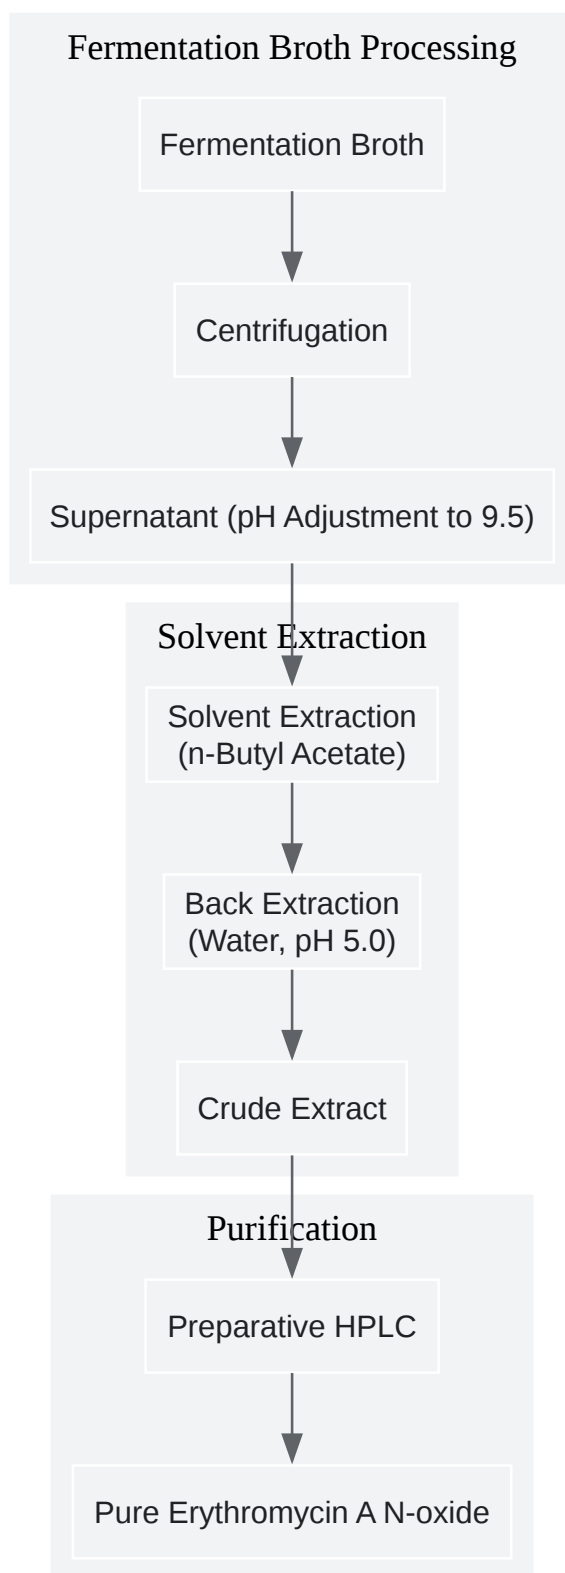 Fermentation Broth Processing
Fermentation Broth
Centrifugation
Supernatant (pH Adjustment to 9.5)
Solvent Extraction
Solvent Extraction
(n-Butyl Acetate)
Back Extraction
(Water, pH 5.0)
Crude Extract
Purification
Preparative HPLC
Pure Erythromycin A N-oxide